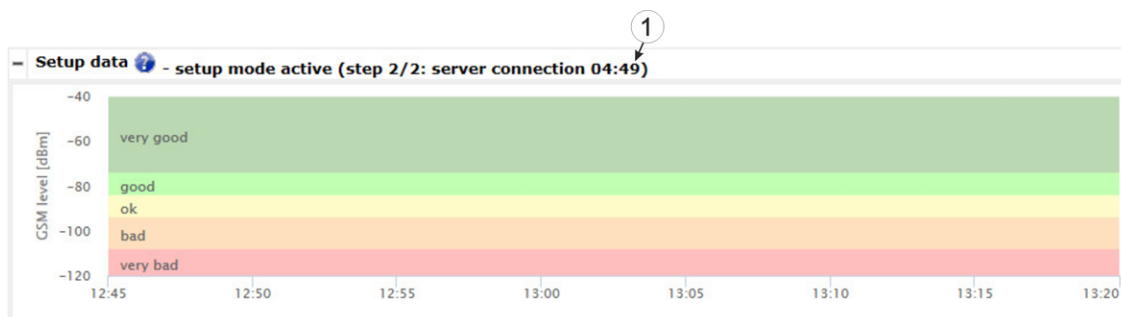 1
Setup data - setup mode active (step 2/2: server connection 04:49)
GSM level [dBm]
-40
very good
-60
-80
good
ok
-100
bad
very bad
-120
12:45 12:50 12:55 13:00 13:05 13:10 13:15 13:20